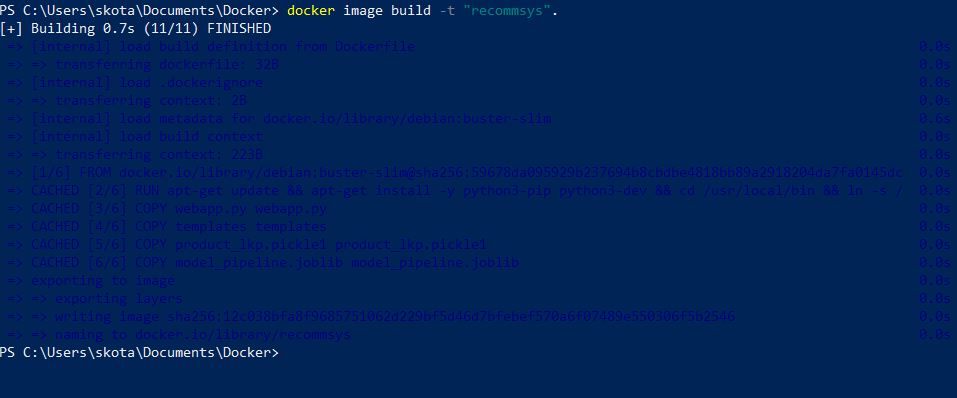 PS C:\Users\skota\Documents\Docker> docker image build -t "recommsys".
[+] Building 0.7s (11/11) FINISHED
=> [internal] load build definition from Dockerfile 0.0s
=> => transferring dockerfile: 32B 0.0s
=> [internal] load .dockerignore 0.0s
=> => transferring context: 2B 0.0s
=> [internal] load metadata for docker.io/library/debian:buster-slim 0.6s
=> [internal] load build context 0.0s
=> => transferring context: 223B 0.0s
=> [1/6] FROM docker.io/library/debian:buster-slim@sha256:59678da095929b237694b8cbdbe4818bb89a2918204da7fa0145dc 0.0s
=> CACHED [2/6] RUN apt-get update && apt-get install -y python3-pip python3-dev && cd /usr/local/bin && ln -s / 0.0s
=> CACHED [3/6] COPY webapp.py webapp.py 0.0s
=> CACHED [4/6] COPY templates templates 0.0s
=> CACHED [5/6] COPY product_lkp.pickle1 product_lkp.pickle1 0.0s
=> CACHED [6/6] COPY model_pipeline.joblib model_pipeline.joblib 0.0s
=> exporting to image 0.0s
=> => exporting layers 0.0s
=> => writing image sha256:12c038bfa8f9685751062d229bf5d46d7bfebef570a6f07489e550306f5b2546 0.0s
=> => naming to docker.io/library/recommsys 0.0s
PS C:\Users\skota\Documents\Docker>